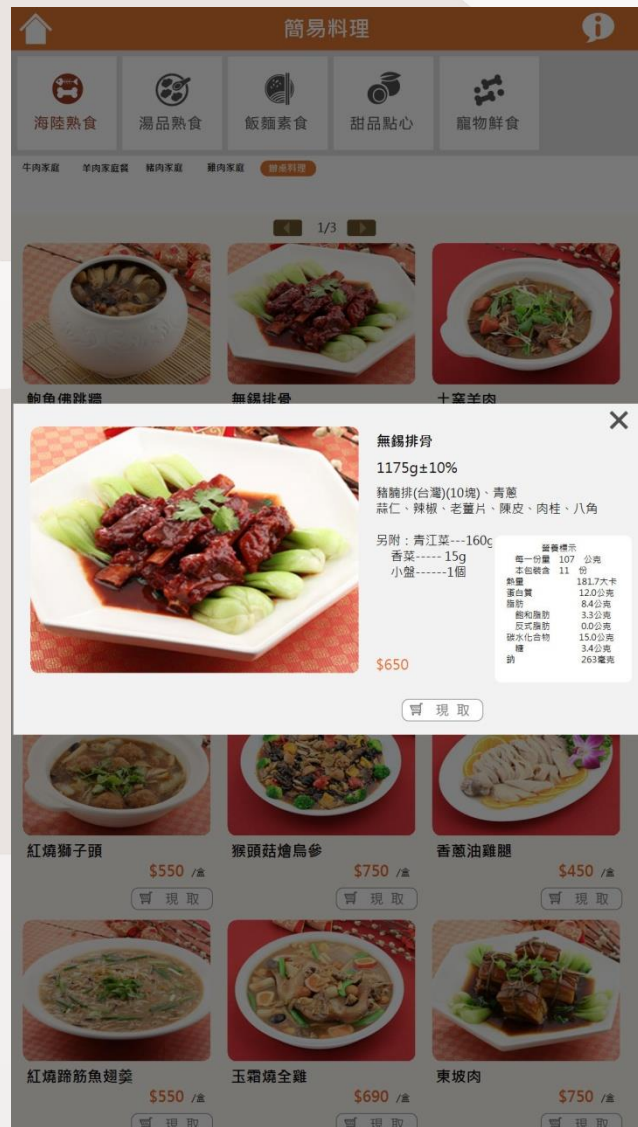 簡易料理
海陸熟食 湯品熟食 飯麵素食 甜品點心 寵物鮮食
牛肉家庭 羊肉家庭餐 豬肉家庭 雞肉家庭 辦桌料理
1/3
鮑魚佛跳牆 無錫排骨 土窯羊肉
無錫排骨
1175g±10%
豬腩排(台灣)(10塊)、青蔥
蒜仁、辣椒、老薑片、陳皮、肉桂、八角
另附：青江菜---160g
香菜----- 15g
小盤------1個
營養標示
每一份量 107 公克
本包裝含 11 份
熱量 181.7大卡
蛋白質 12.0公克
脂肪 8.4公克
飽和脂肪 3.3公克
反式脂肪 0.0公克
碳水化合物 15.0公克
糖 3.4公克
鈉 263毫克
$650
現取
紅燒獅子頭 猴頭菇燴烏參 香蔥油雞腿
$550 /盒 $750 /盒 $450 /盒
現取 現取 現取
紅燒蹄筋魚翅羹 玉霜燒全雞 東坡肉
$550 /盒 $690 /盒 $750 /盒
現取 現取 現取